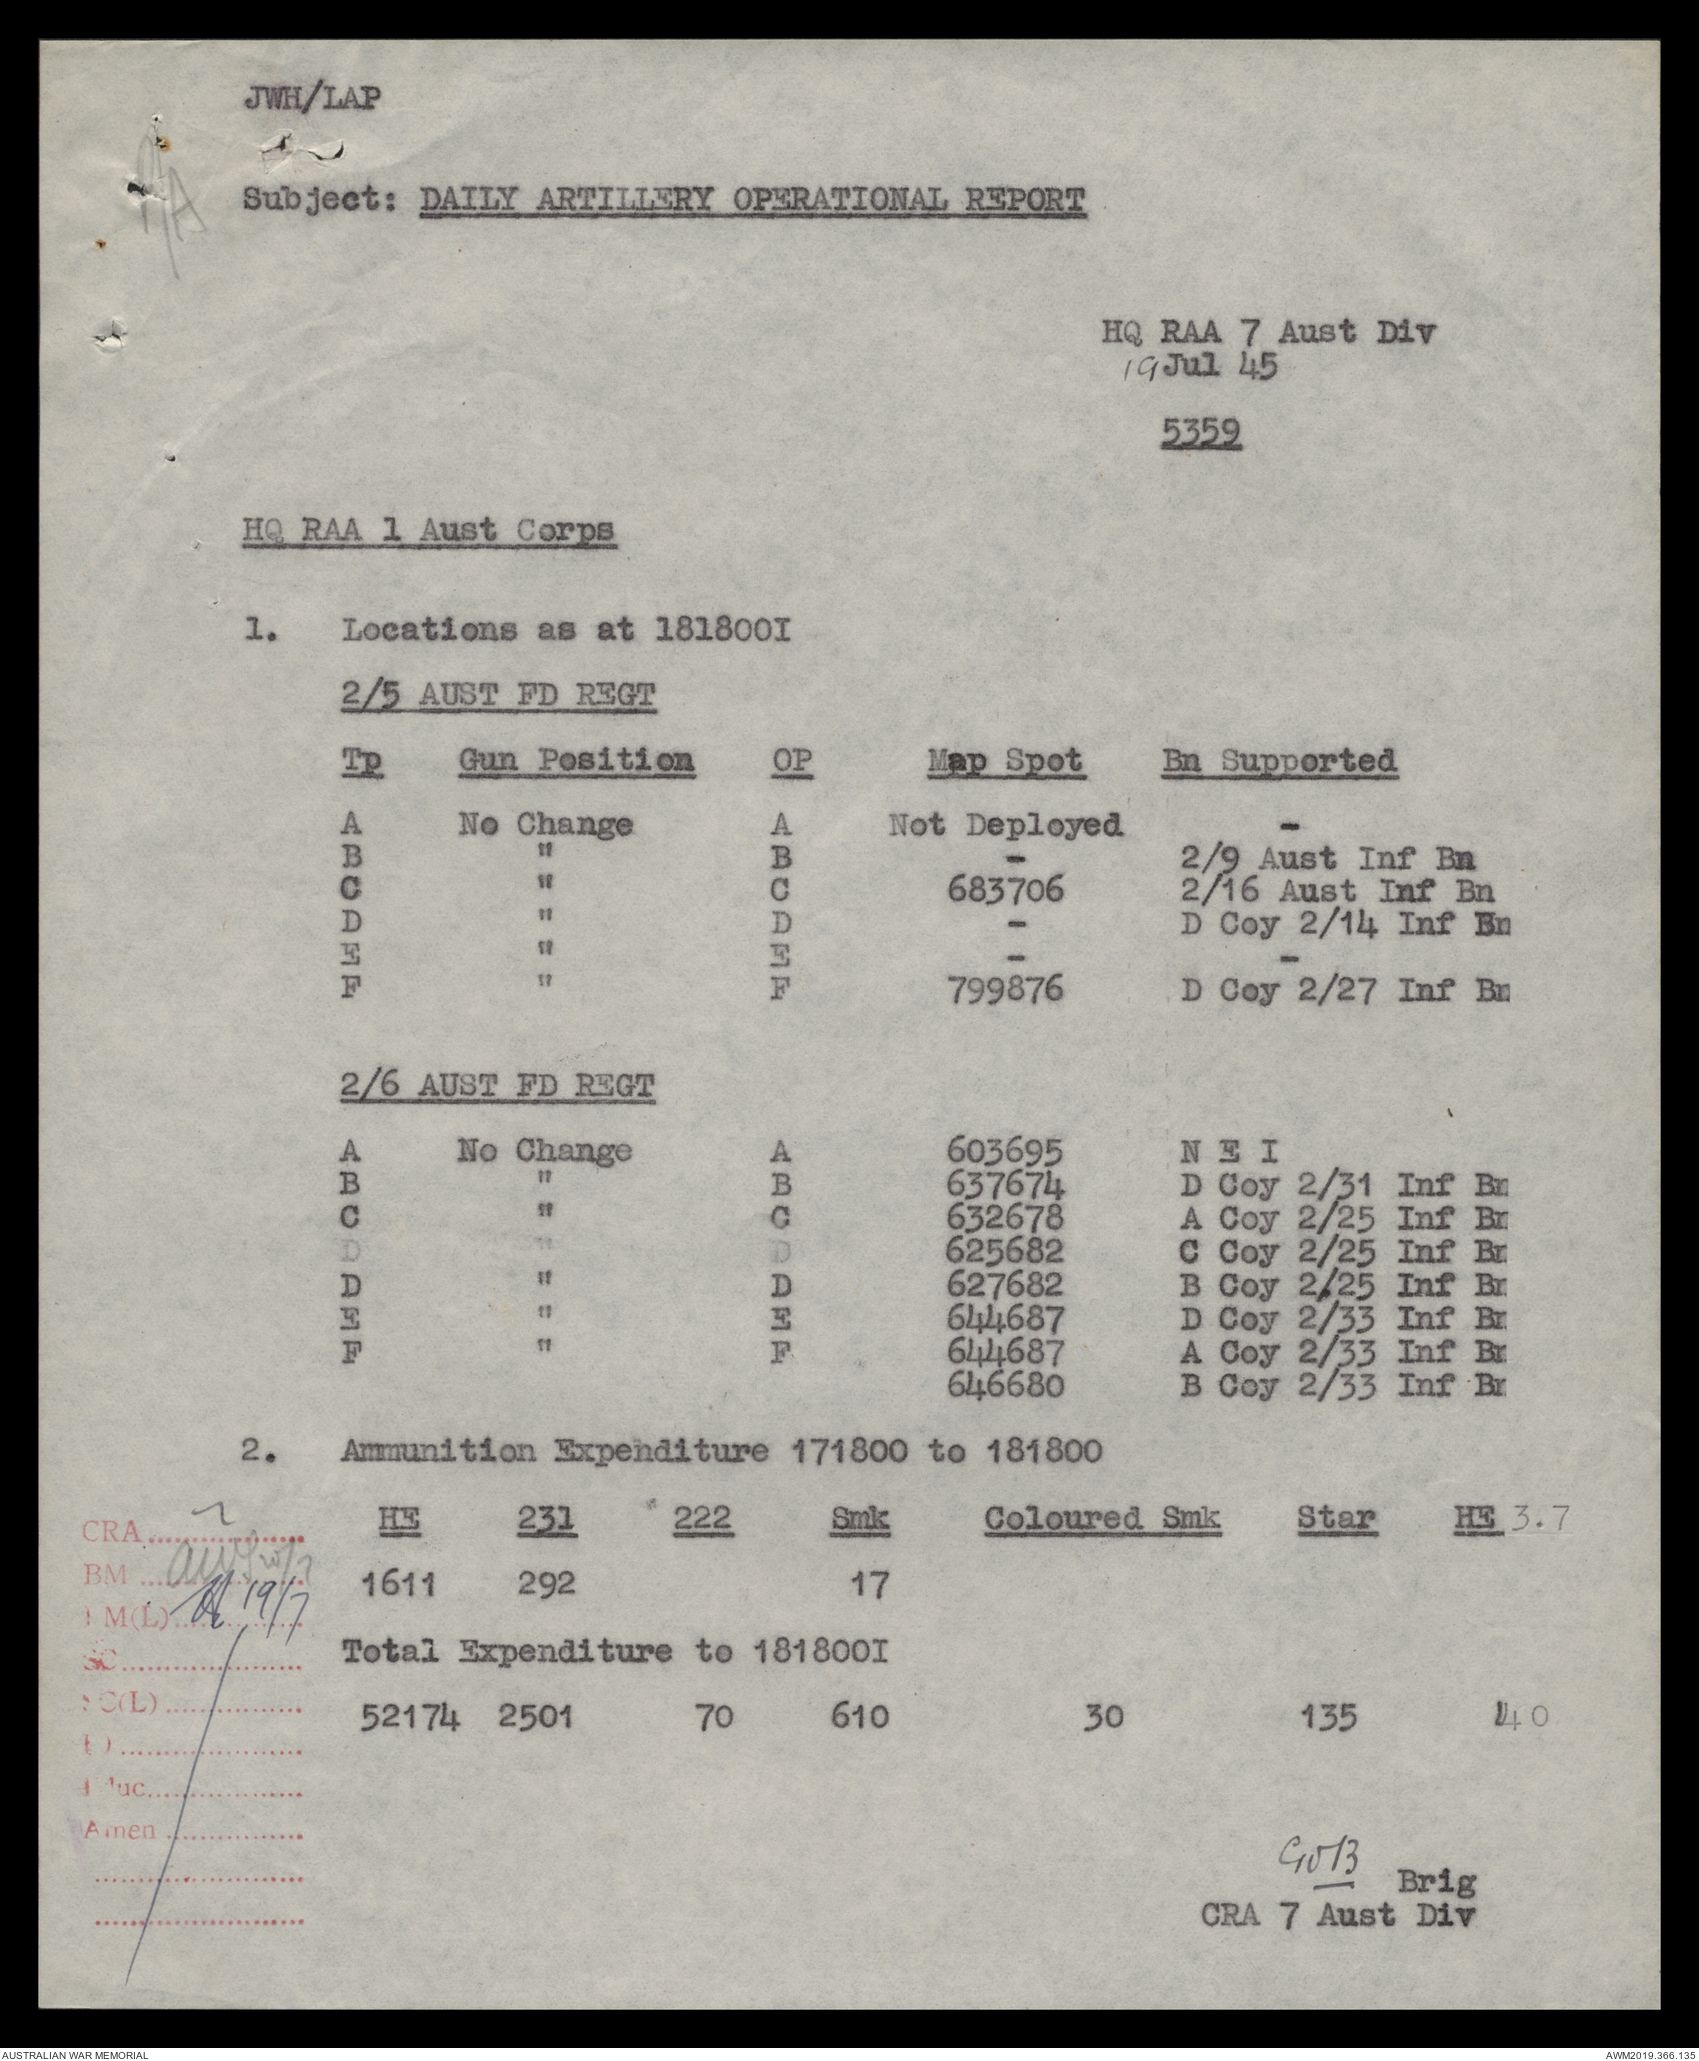 JWH/LAP
Subject: DAILY ARTILLERY OPERATIONAL REPORT
HQ RAA 7 Aust Div
19 Jul 45
5359
HQ RAA 1 Aust Corps
1. Locations as at 181800I
2/5 AUST FD REGT
Tp Gun Position OP Map Spot Bn Supported
A No Change A Not Deployed -
B " B - 2/9 Aust Inf Bn
C " C 683706 2/16 Aust Inf Bn
D " D - D Coy 2/14 Inf Bn
E " E - -
F " F 799876 D Coy 2/27 Inf Bn
2/6 AUST FD REGT
A No Change A 603695 N E I
B " B 637674 D Coy 2/31 Inf Bn
C " C 632678 A Coy 2/25 Inf Bn
D " D 625682 C Coy 2/25 Inf Bn
D " D 627682 B Coy 2/25 Inf Bn
E " E 644687 D Coy 2/33 Inf Bn
F " F 644687 A Coy 2/33 Inf Bn
646680 B Coy 2/33 Inf Bn
2. Ammunition Expenditure 171800 to 181800
HE 231 222 Smk Coloured Smk Star HE 3.7
1611 292 17
Total Expenditure to 181800I
52174 2501 70 610 30 135 40
CRA
BM
M(L) 19/7
SC
C(L)
Amen
Brig
CRA 7 Aust Div
AUSTRALIAN WAR MEMORIAL
AWM2019.366.135